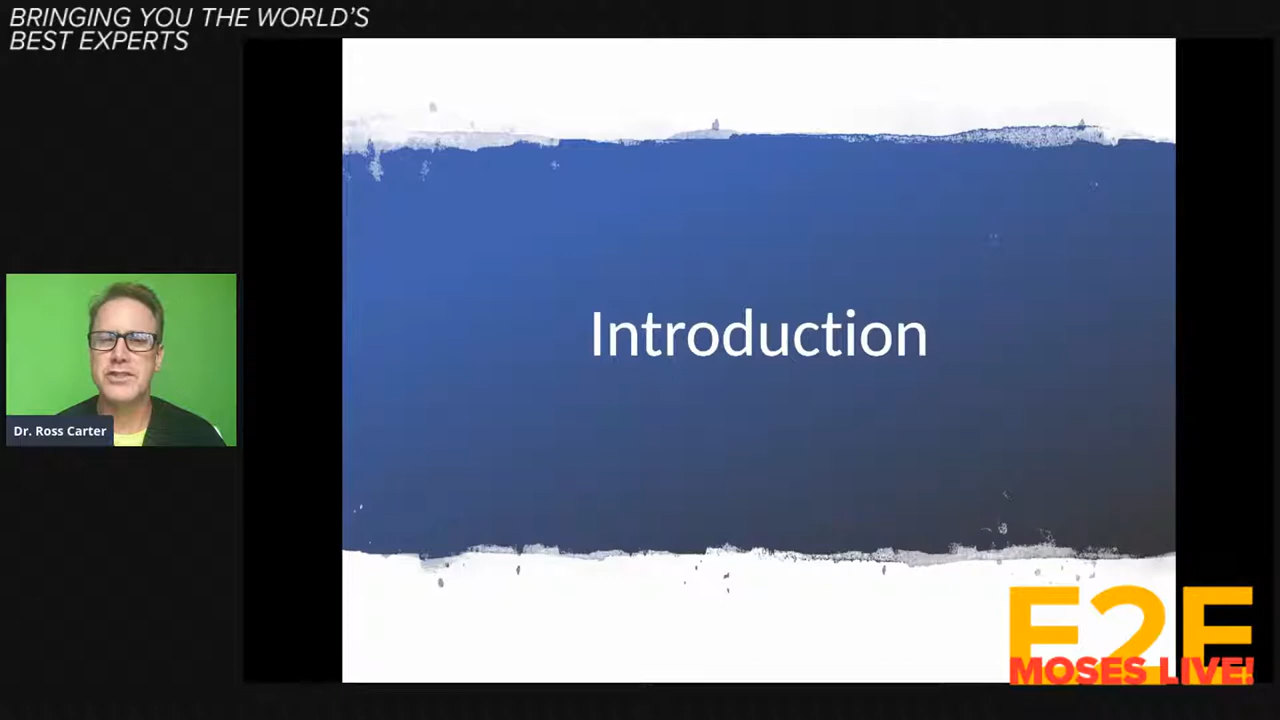 BRINGING YOU THE WORLD'S
BEST EXPERTS
Introduction
Dr. Ross Carter
E2E
MOSES LIVE!